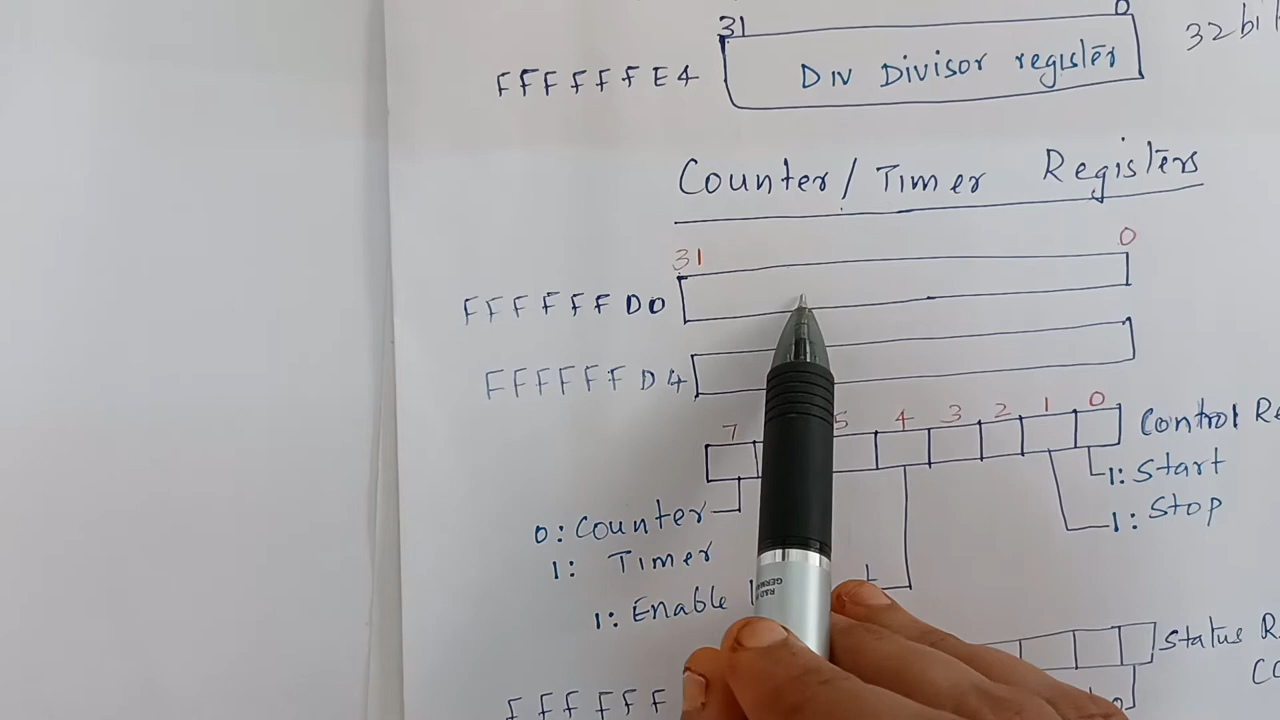 31 0
32 bi
FFFFFFE4 DIV Divisor register
Counter/Timer Registers
31 0
FFFFFFD0
FFFFFFD4
7 5 4 3 2 1 0
Control Re
1: Start
1: Stop
0: Counter
1: Timer
1: Enable
Status R
FFFFFF